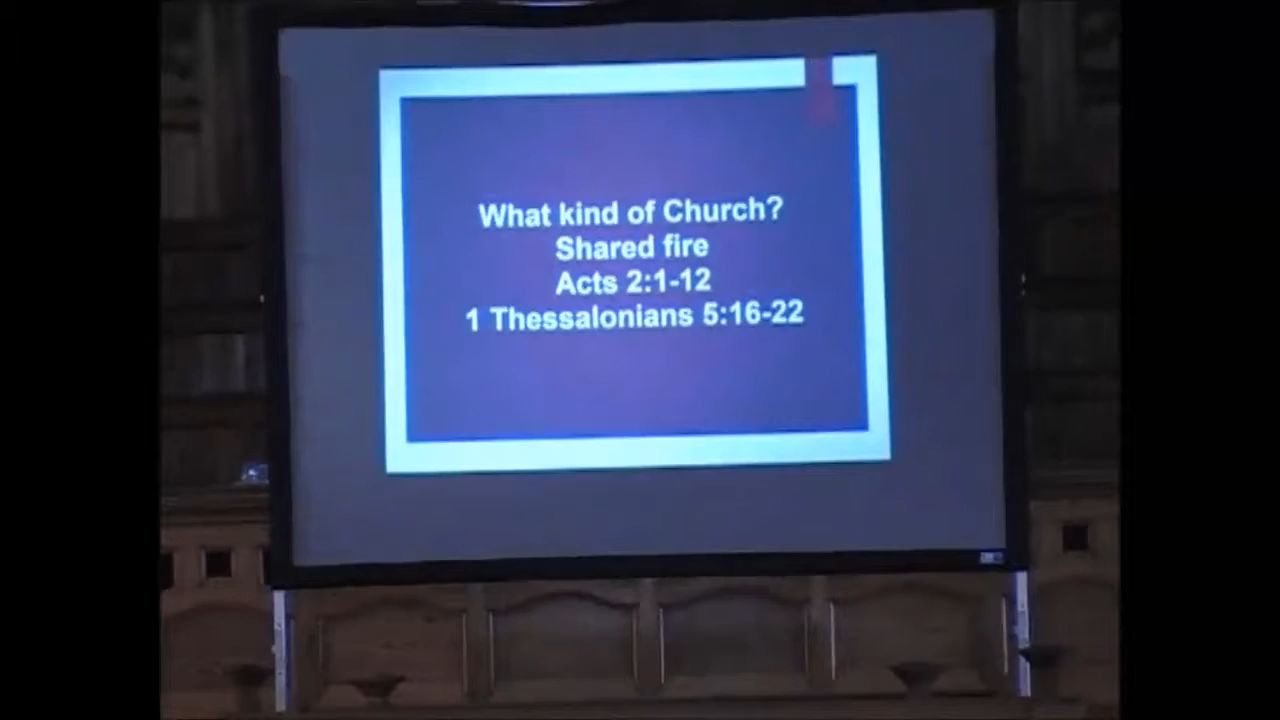 What kind of Church?
Shared fire
Acts 2:1-12
1 Thessalonians 5:16-22